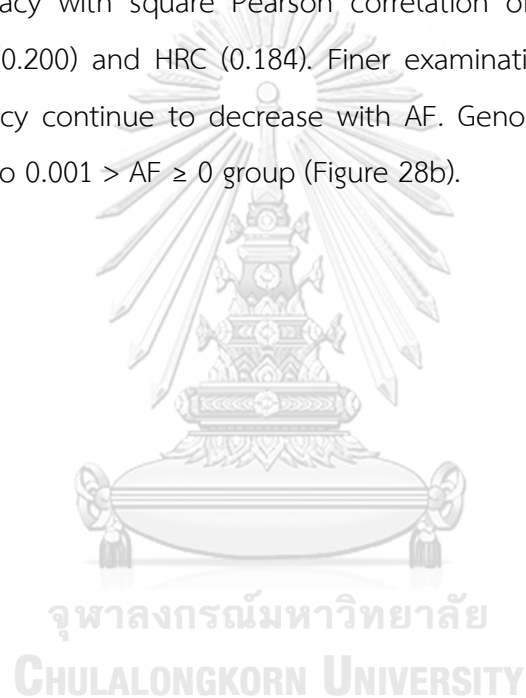 acy with square Pearson correlation o
0.200) and HRC (0.184). Finer examinati
cy continue to decrease with AF. Geno
o 0.001 > AF ≥ 0 group (Figure 28b).
จุฬาลงกรณ์มหาวิทยาลัย
CHULALONGKORN UNIVERSITY